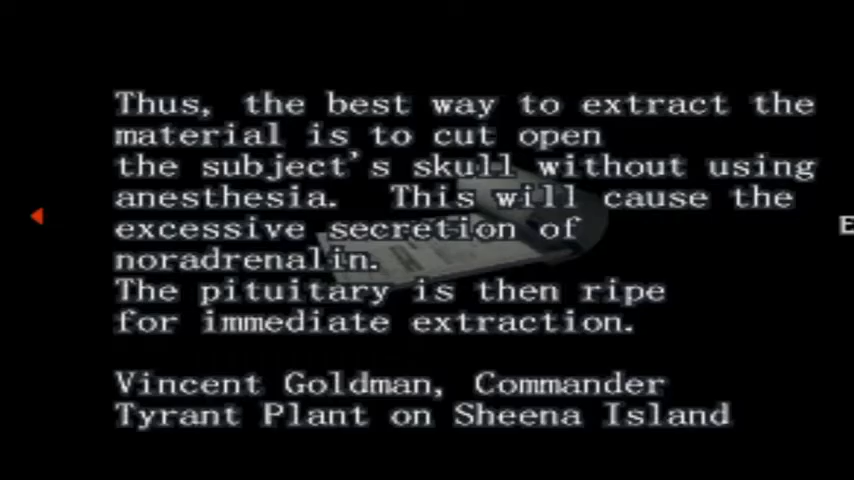 Thus, the best way to extract the
material is to cut open
the subject's skull without using
anesthesia. This will cause the
excessive secretion of
noradrenalin.
The pituitary is then ripe
for immediate extraction.
Vincent Goldman, Commander
Tyrant Plant on Sheena Island